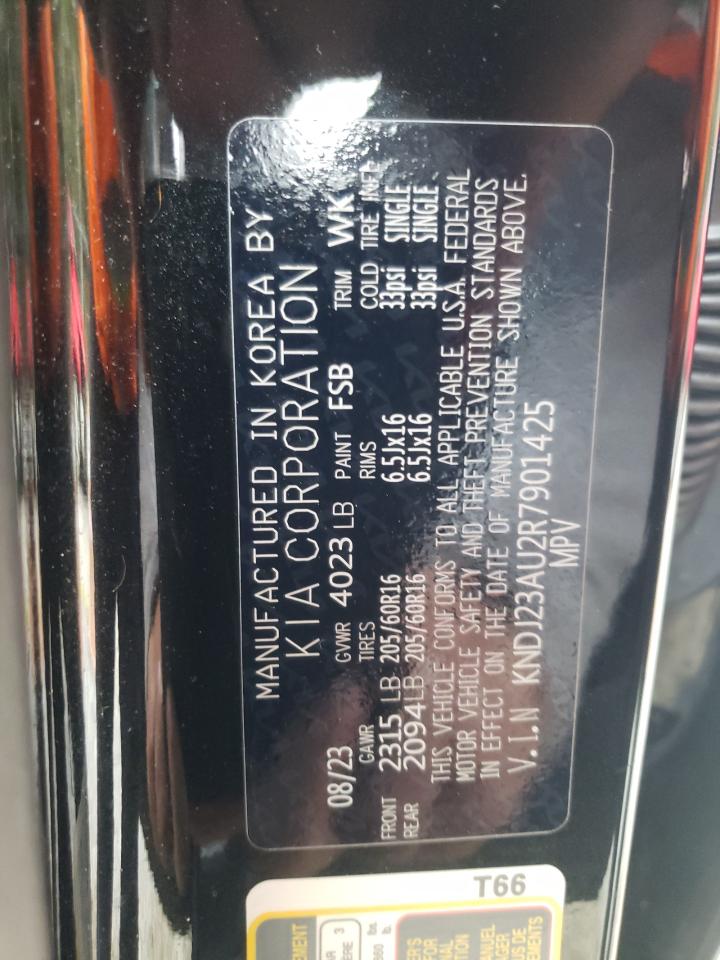 MANUFACTURED IN KOREA BY
KIA CORPORATION
08/23 GVWR 4023 LB PAINT FSB TRIM WK
GAWR TIRES RIMS COLD TIRE INFL
FRONT 2315 LB 205/60R16 6.5Jx16 33psi SINGLE
REAR 2094LB 205/60R16 6.5Jx16 33psi SINGLE
THIS VEHICLE CONFORMS TO ALL APPLICABLE U.S.A. FEDERAL
MOTOR VEHICLE SAFETY AND THEFT PREVENTION STANDARDS
IN EFFECT ON THE DATE OF MANUFACTURE SHOWN ABOVE.
V.I.N KNDJ23AU2R7901425
MPV
T66